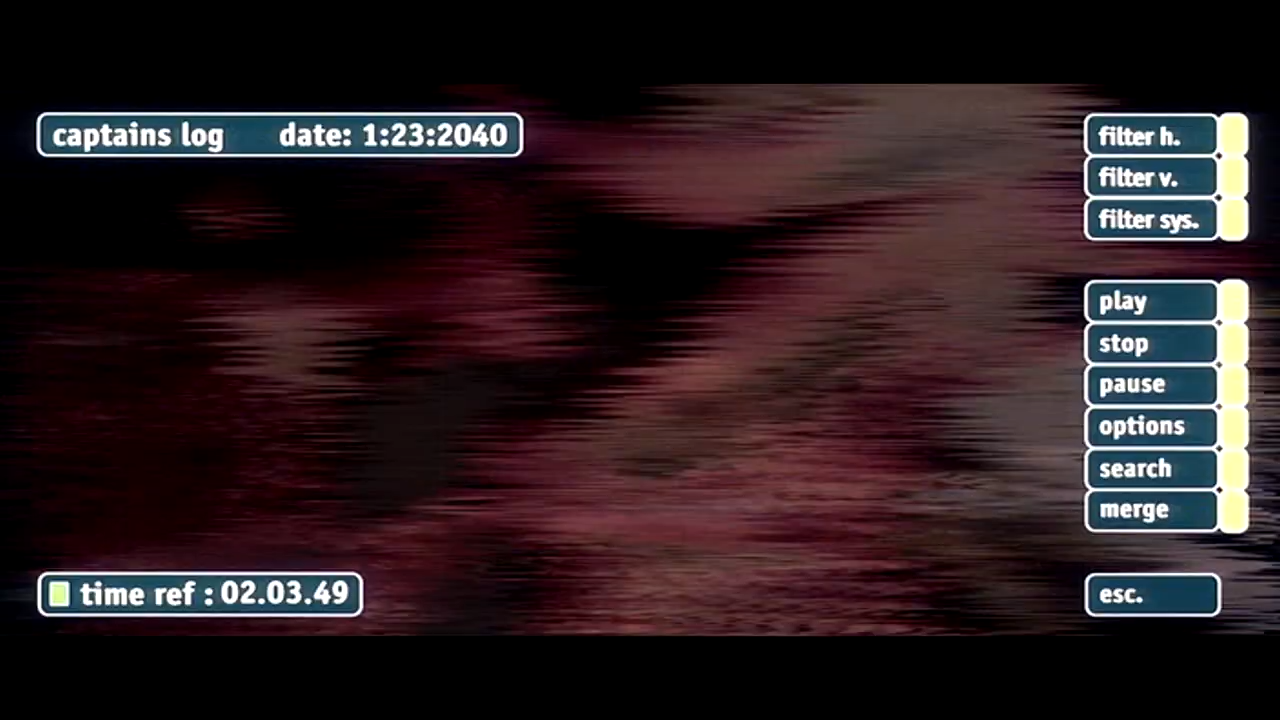 captains log date: 1:23:2040
filter h.
filter v.
filter sys.
play
stop
pause
options
search
merge
time ref : 02.03.49
esc.